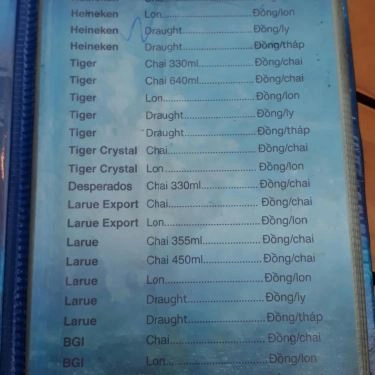 Heineken Chai Đồng/chai
Heineken Lon Đồng/lon
Heineken Draught Đồng/ly
Heineken Draught Đồng/tháp
Tiger Chai 330ml Đồng/chai
Tiger Chai 640ml Đồng/chai
Tiger Lon Đồng/lon
Tiger Draught Đồng/ly
Tiger Draught Đồng/tháp
Tiger Crystal Chai Đồng/chai
Tiger Crystal Lon Đồng/lon
Desperados Chai 330ml Đồng/chai
Larue Export Chai Đồng/chai
Larue Export Lon Đồng/lon
Larue Chai 355ml Đồng/chai
Larue Chai 450ml Đồng/chai
Larue Lon Đồng/lon
Larue Draught Đồng/ly
Larue Draught Đồng/tháp
BGI Chai Đồng/chai
BGI Lon Đồng/lon